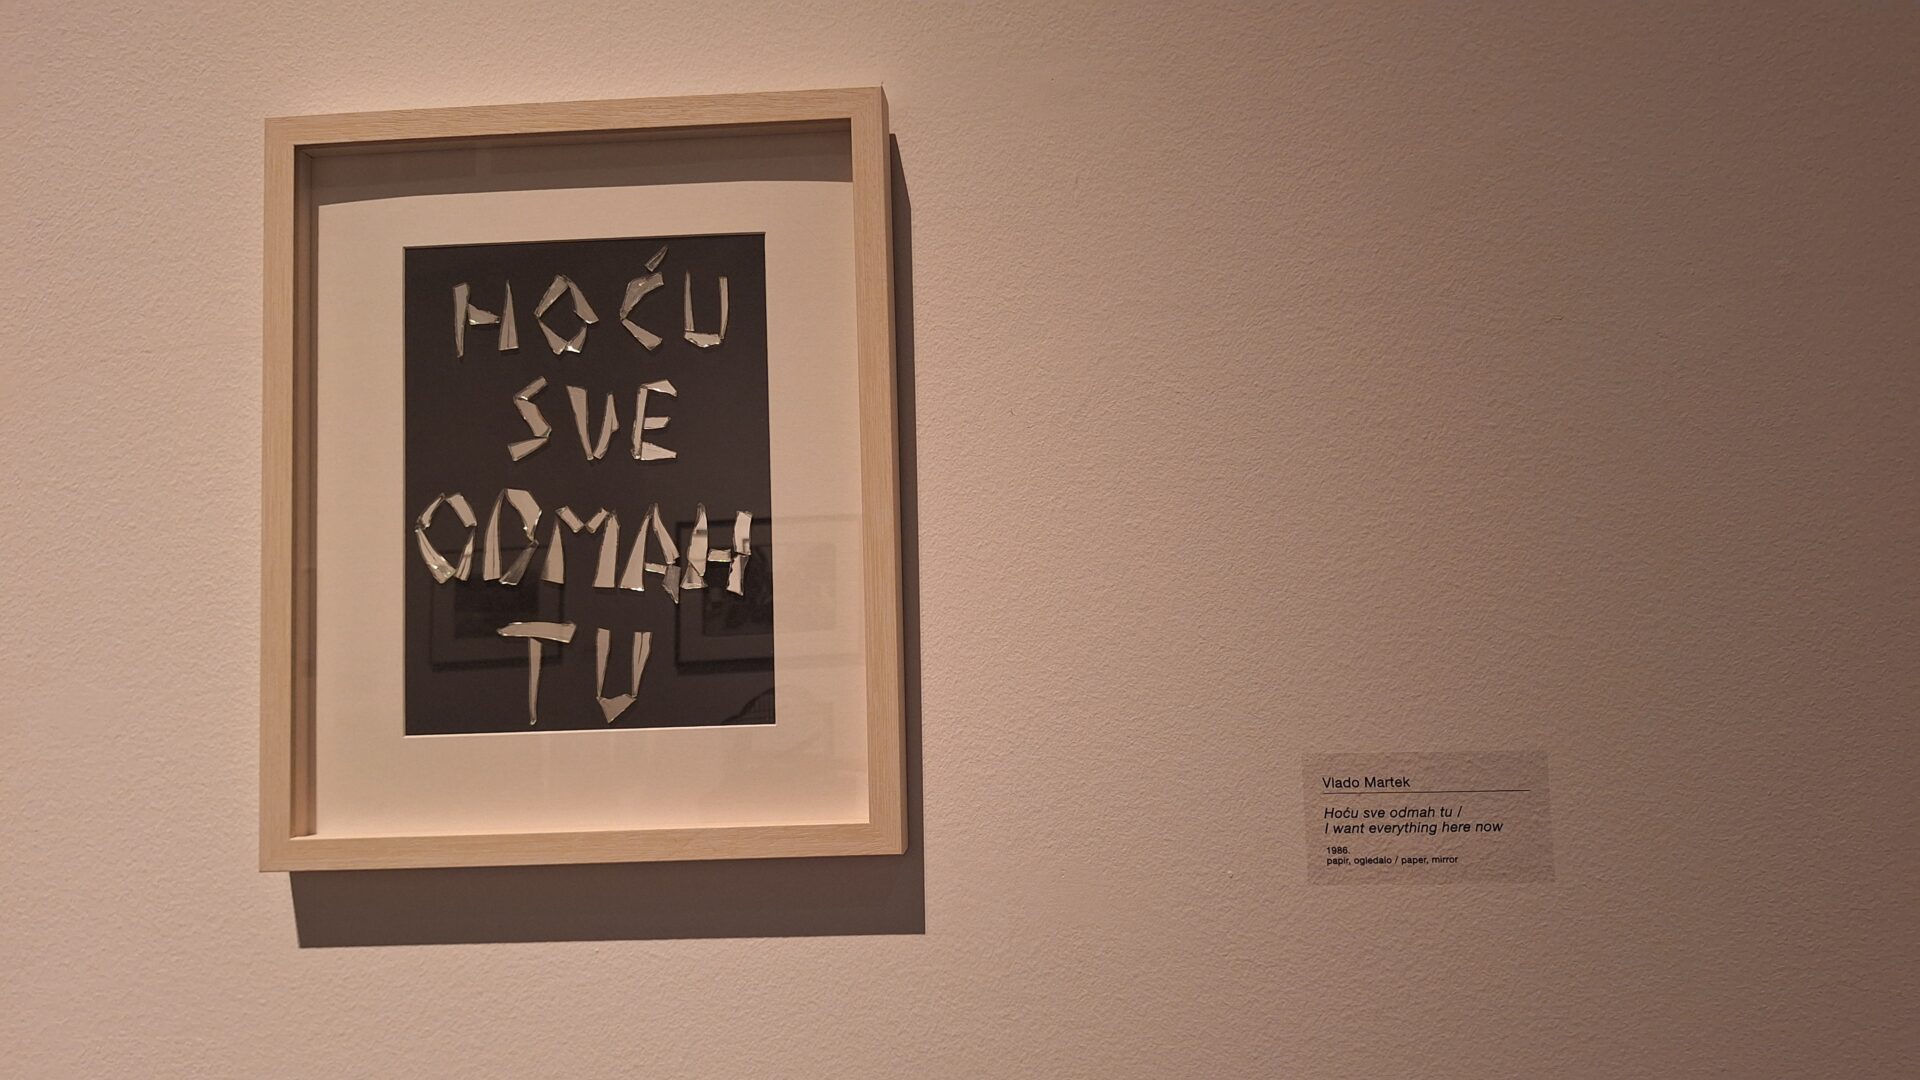 HOĆU
SVE
ODMAH
TU
Vlado Martek
Hoću sve odmah tu /
I want everything here now
1986.
papir, ogledalo / paper, mirror